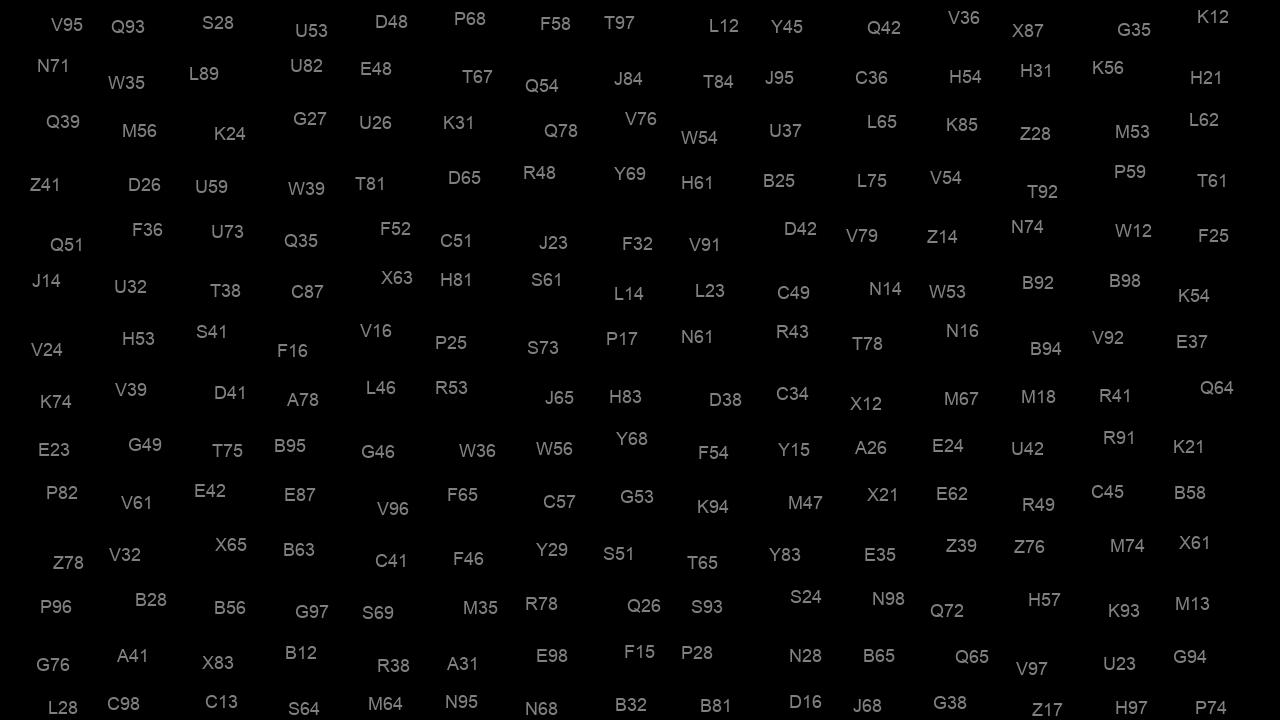 V95 Q93 S28 U53 D48 P68 F58 T97 L12 Y45 Q42 V36 X87 G35 K12
N71 W35 L89 U82 E48 T67 Q54 J84 T84 J95 C36 H54 H31 K56 H21
Q39 M56 K24 G27 U26 K31 Q78 V76 W54 U37 L65 K85 Z28 M53 L62
Z41 D26 U59 W39 T81 D65 R48 Y69 H61 B25 L75 V54 T92 P59 T61
Q51 F36 U73 Q35 F52 C51 J23 F32 V91 D42 V79 Z14 N74 W12 F25
J14 U32 T38 C87 X63 H81 S61 L14 L23 C49 N14 W53 B92 B98 K54
V24 H53 S41 F16 V16 P25 S73 P17 N61 R43 T78 N16 B94 V92 E37
K74 V39 D41 A78 L46 R53 J65 H83 D38 C34 X12 M67 M18 R41 Q64
E23 G49 T75 B95 G46 W36 W56 Y68 F54 Y15 A26 E24 U42 R91 K21
P82 V61 E42 E87 V96 F65 C57 G53 K94 M47 X21 E62 R49 C45 B58
Z78 V32 X65 B63 C41 F46 Y29 S51 T65 Y83 E35 Z39 Z76 M74 X61
P96 B28 B56 G97 S69 M35 R78 Q26 S93 S24 N98 Q72 H57 K93 M13
G76 A41 X83 B12 R38 A31 E98 F15 P28 N28 B65 Q65 V97 U23 G94
L28 C98 C13 S64 M64 N95 N68 B32 B81 D16 J68 G38 Z17 H97 P74